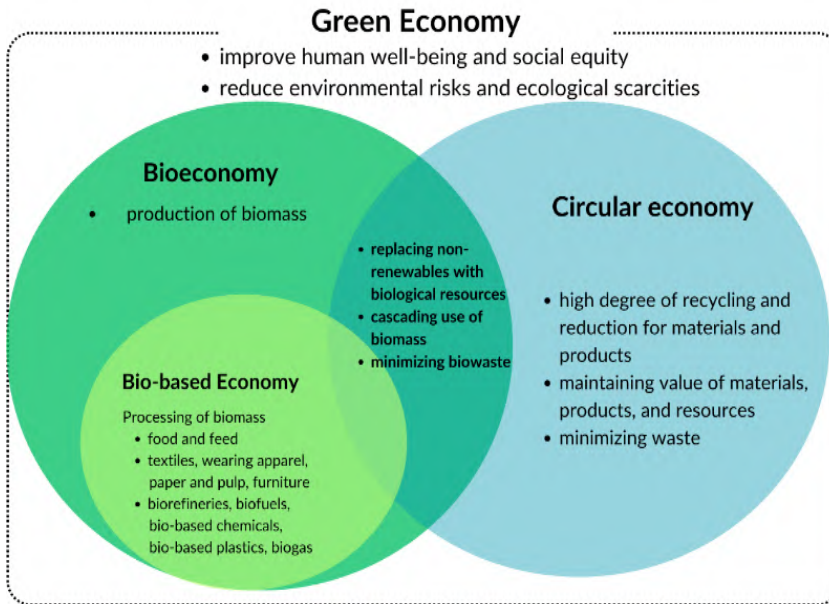 Green Economy
• improve human well-being and social equity
• reduce environmental risks and ecological scarcities
Bioeconomy
• production of biomass
• replacing non-
renewables with
biological resources
• cascading use of
biomass
• minimizing biowaste
Bio-based Economy
Processing of biomass
• food and feed
• textiles, wearing apparel,
paper and pulp, furniture
• biorefineries, biofuels,
bio-based chemicals,
bio-based plastics, biogas
Circular economy
• high degree of recycling and
reduction for materials and
products
• maintaining value of materials,
products, and resources
• minimizing waste